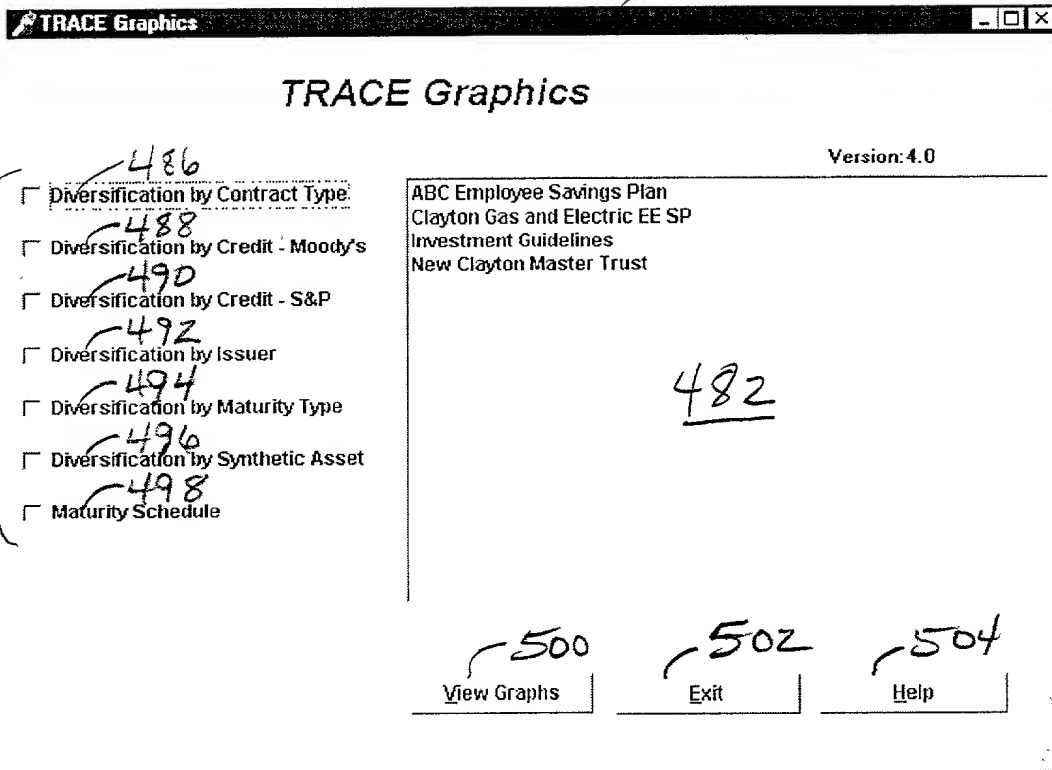 TRACE Graphics
TRACE Graphics
Version:4.0
486
Diversification by Contract Type
488
Diversification by Credit - Moody's
490
Diversification by Credit - S&P
492
Diversification by Issuer
494
Diversification by Maturity Type
496
Diversification by Synthetic Asset
498
Maturity Schedule
ABC Employee Savings Plan
Clayton Gas and Electric EE SP
Investment Guidelines
New Clayton Master Trust
482
500
View Graphs
502
Exit
504
Help